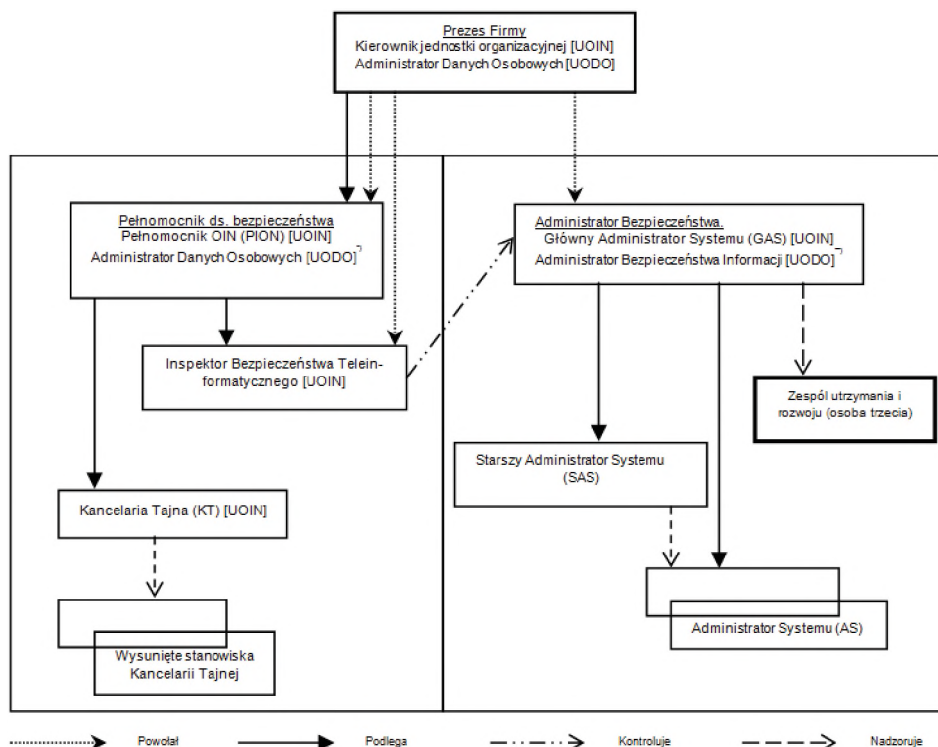 Prezes Firmy
Kierownik jednostki organizacyjnej [UOIN]
Administrator Danych Osobowych [UODO]
Pełnomocnik ds. bezpieczeństwa
Pełnomocnik OIN (PION) [UOIN]
Administrator Danych Osobowych [UODO]*)
Administrator Bezpieczeństwa.
Główny Administrator Systemu (GAS) [UOIN]
Administrator Bezpieczeństwa Informacji [UODO]*)
Inspektor Bezpieczeństwa Telein-
formatycznego [UOIN]
Zespól utrzymania i
rozwoju (osoba trzecia)
Starszy Administrator Systemu
(SAS)
Kancelaria Tajna (KT) [UOIN]
Administrator Systemu (AS)
Wysunięte stanowiska
Kancelarii Tajnej
Powołał
Podlega
Kontroluje
Nadzoruje